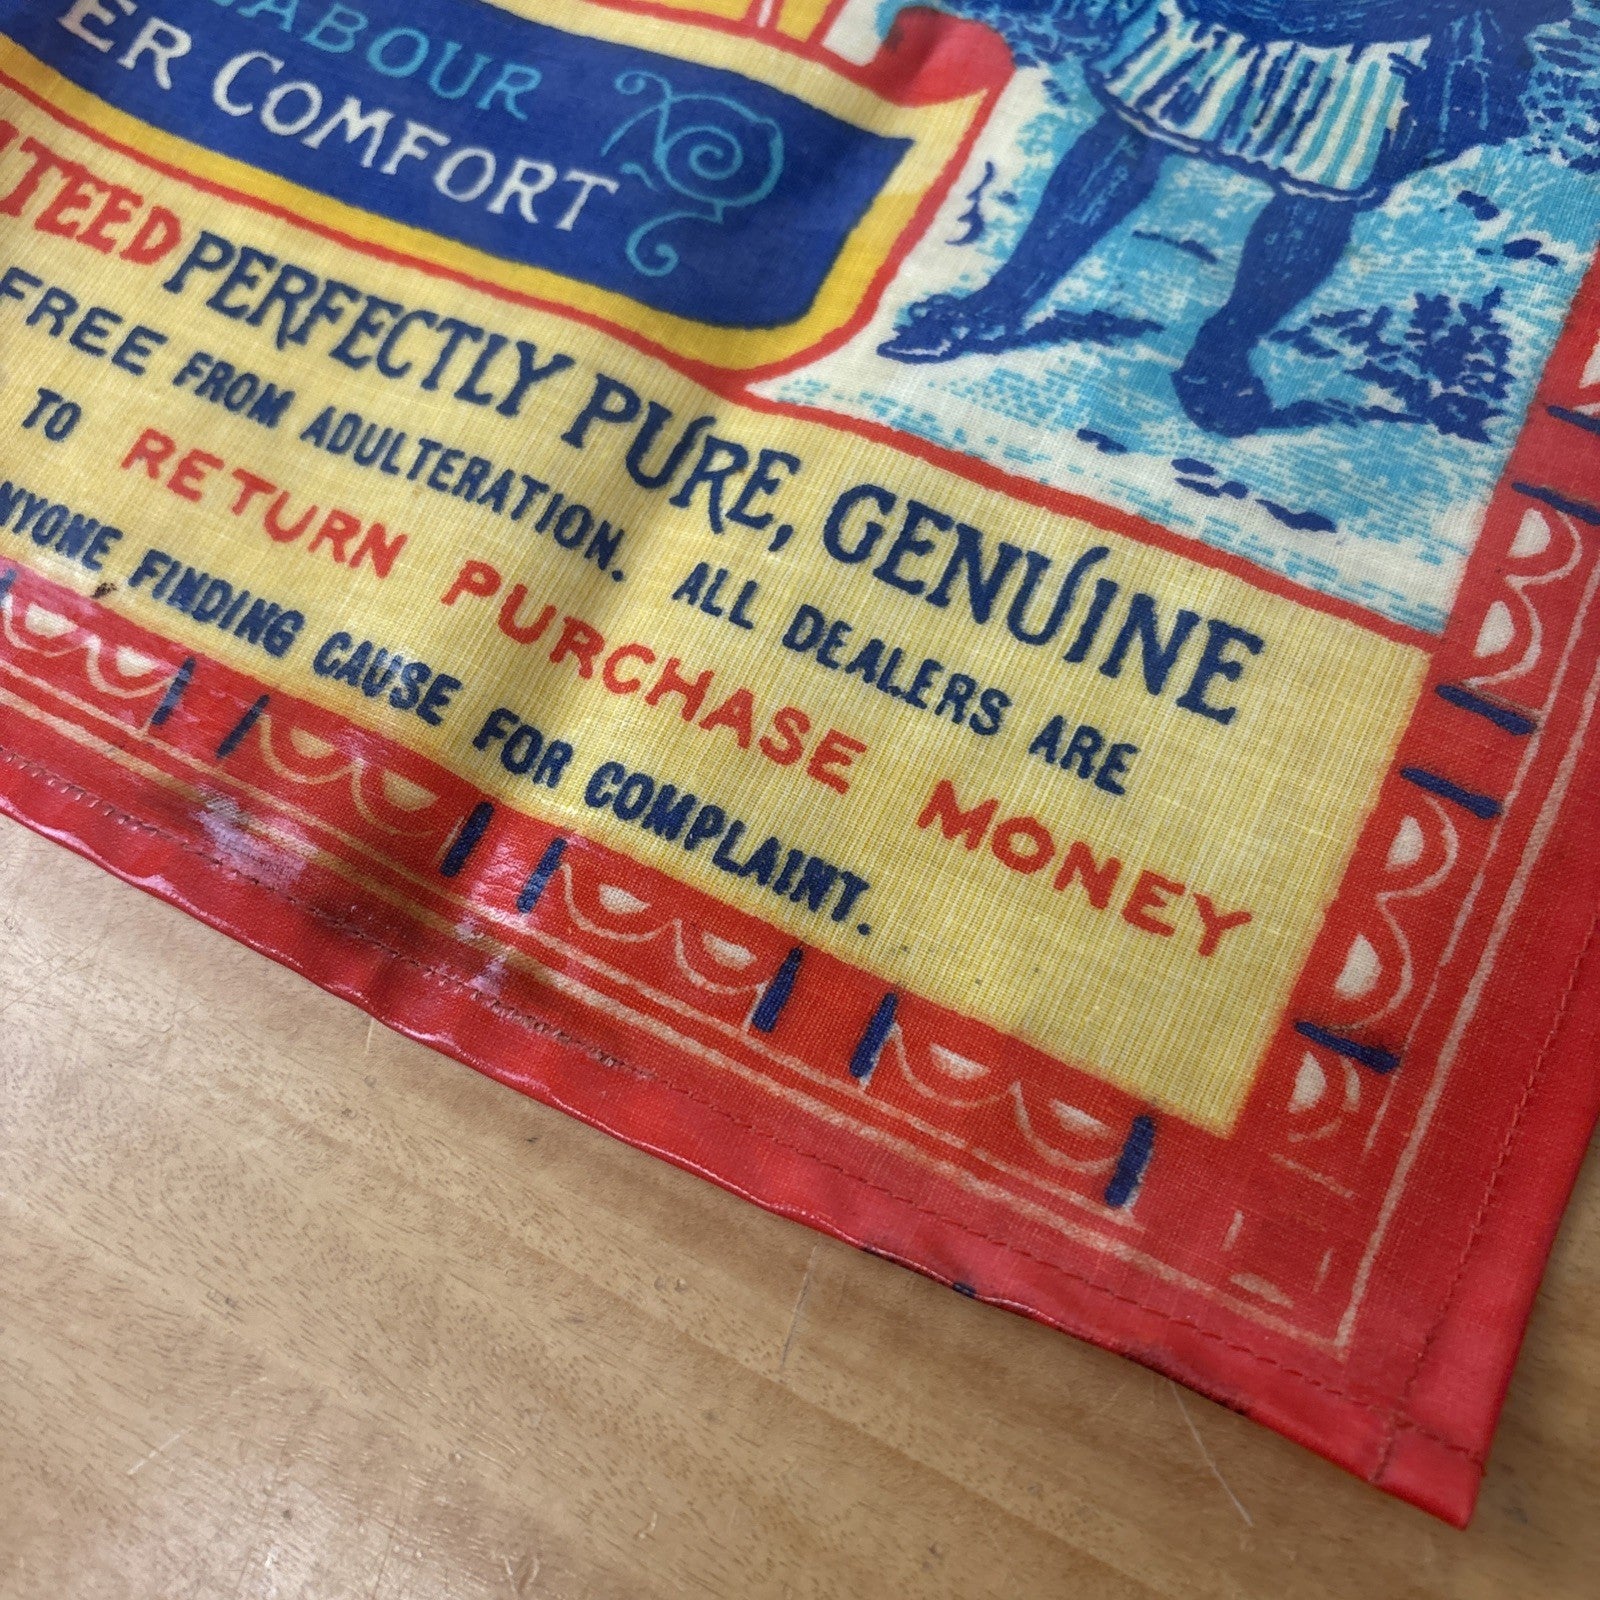 LABOUR
ER COMFORT
TEED PERFECTLY PURE, GENUINE
FREE FROM ADULTERATION. ALL DEALERS ARE
TO RETURN PURCHASE MONEY
NYONE FINDING CAUSE FOR COMPLAINT.